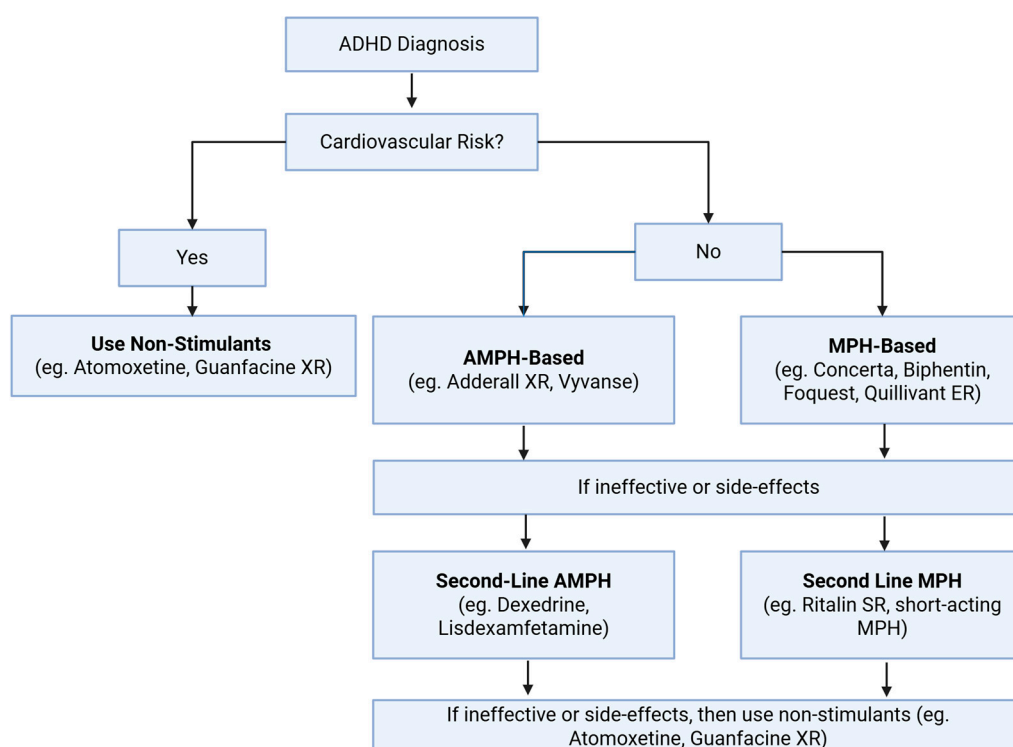 ADHD Diagnosis
Cardiovascular Risk?
Yes
No
Use Non-Stimulants
(eg. Atomoxetine, Guanfacine XR)
AMPH-Based
(eg. Adderall XR, Vyvanse)
MPH-Based
(eg. Concerta, Biphentin,
Foquest, Quillivant ER)
If ineffective or side-effects
Second-Line AMPH
(eg. Dexedrine,
Lisdexamfetamine)
Second Line MPH
(eg. Ritalin SR, short-acting
MPH)
If ineffective or side-effects, then use non-stimulants (eg.
Atomoxetine, Guanfacine XR)